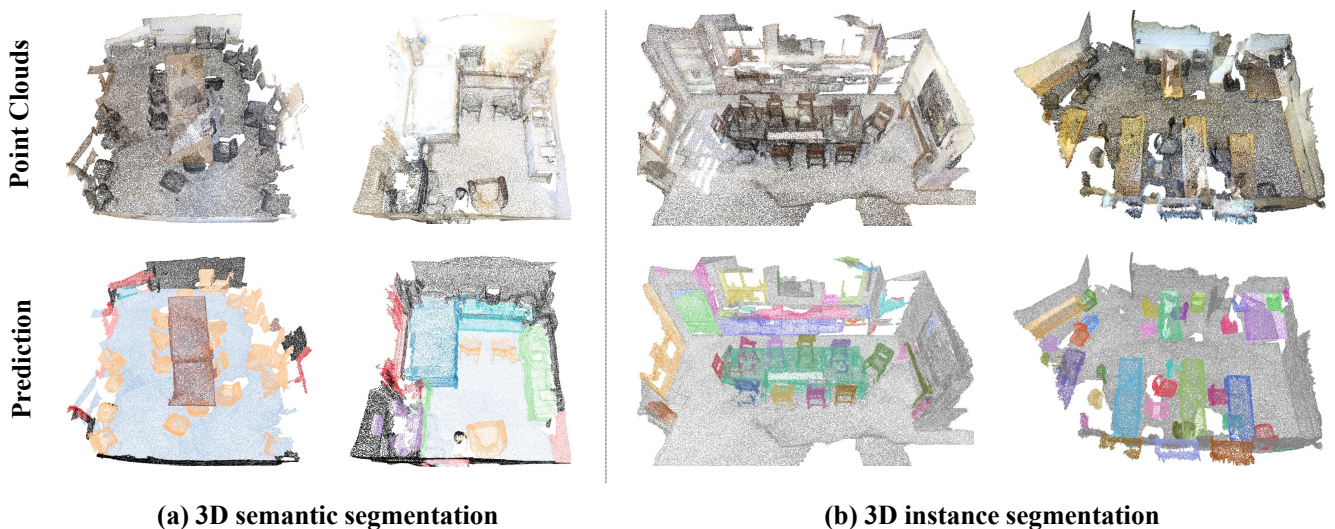 Point Clouds
Prediction
(a) 3D semantic segmentation
(b) 3D instance segmentation